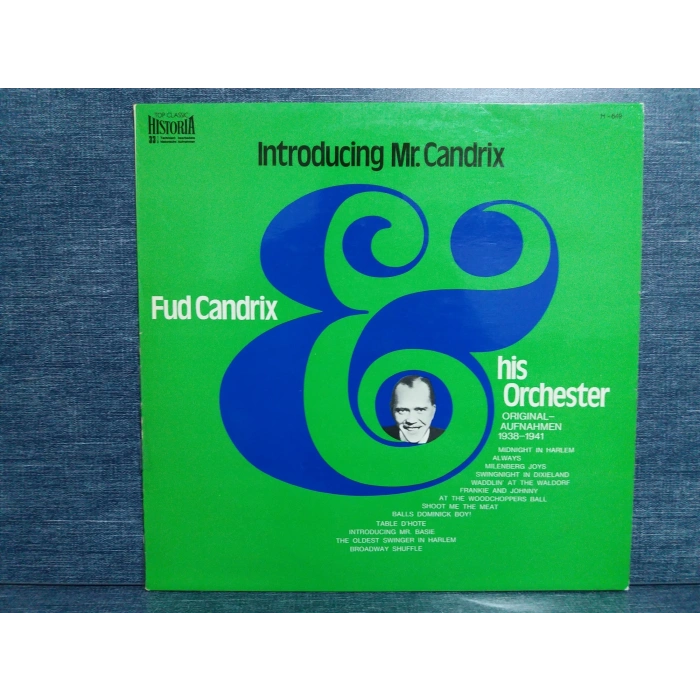 TOP CLASSIC
HISTORIA
33
H-649
Introducing Mr. Candrix
Fud Candrix
&
his
Orchester
ORIGINAL-
AUFNAHMEN
1938-1941
MIDNIGHT IN HARLEM
ALWAYS
MILENBERG JOYS
SWINGNIGHT IN DIXIELAND
WADDLIN' AT THE WALDORF
FRANKIE AND JOHNNY
AT THE WOODCHOPPERS BALL
SHOOT ME THE MEAT
BALLS DOMINICK BOY!
TABLE D'HOTE
INTRODUCING MR. BASIE
THE OLDEST SWINGER IN HARLEM
BROADWAY SHUFFLE